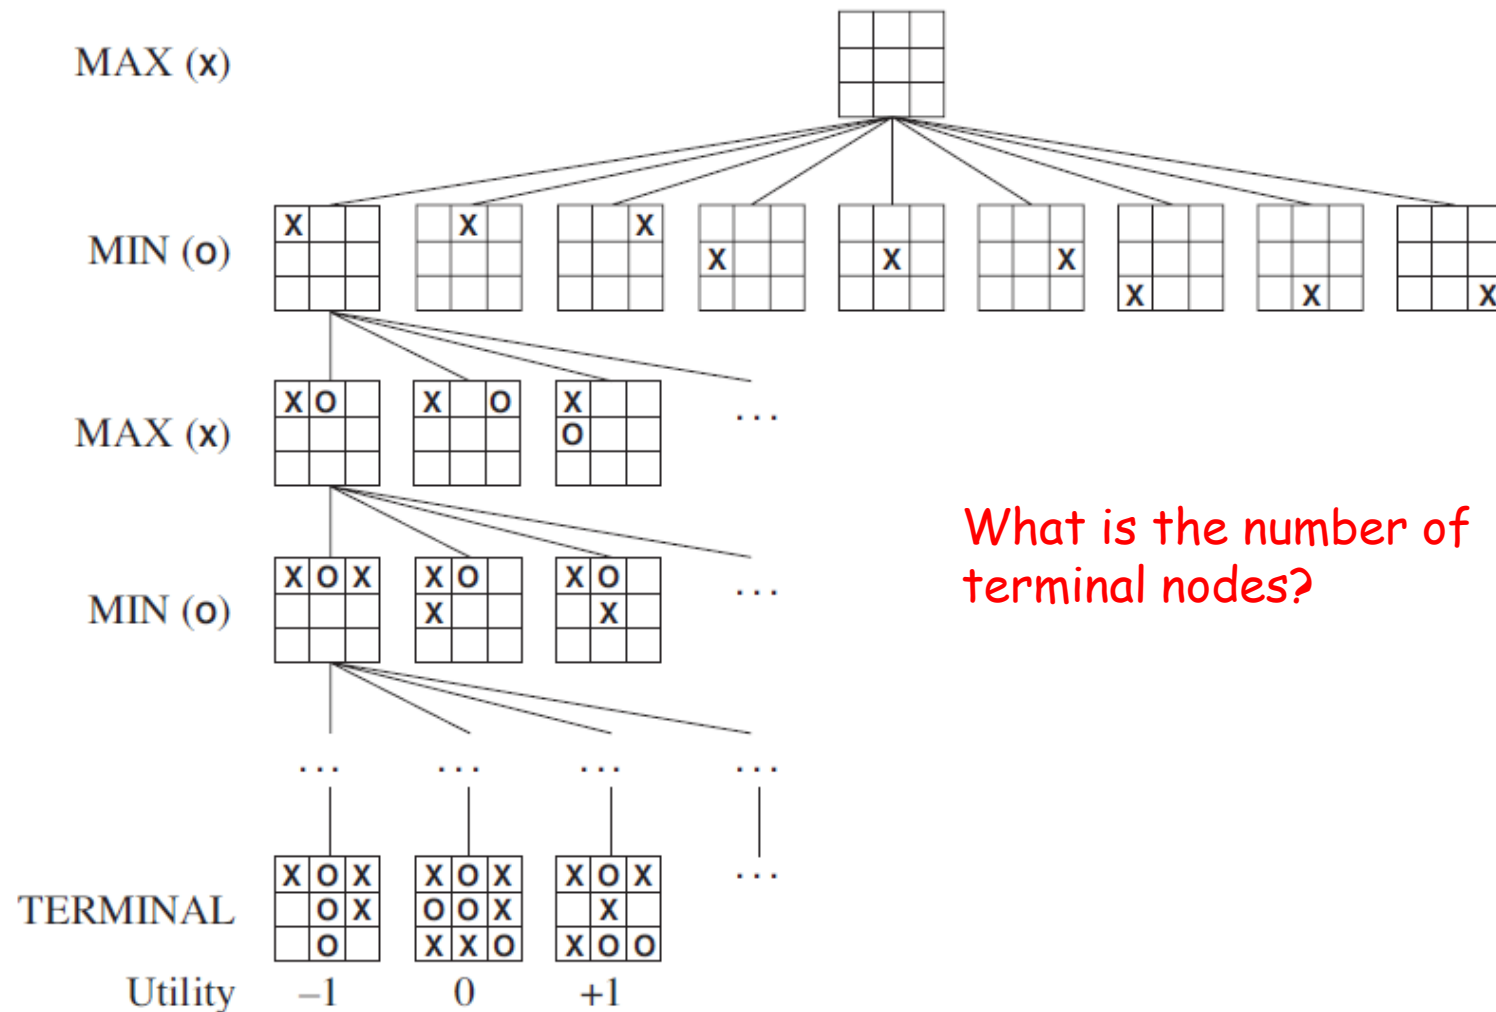 MAX (X)
MIN (O)
X
X
X
X
X
X
X
X
X
MAX (X)
X O
X O
X
O
...
What is the number of
terminal nodes?
MIN (O)
X O X
X O
X
X O
X
...
... ... ... ...
TERMINAL
X O X
O X
O
X O X
O O X
X X O
X O X
X
X O O
...
Utility –1 0 +1